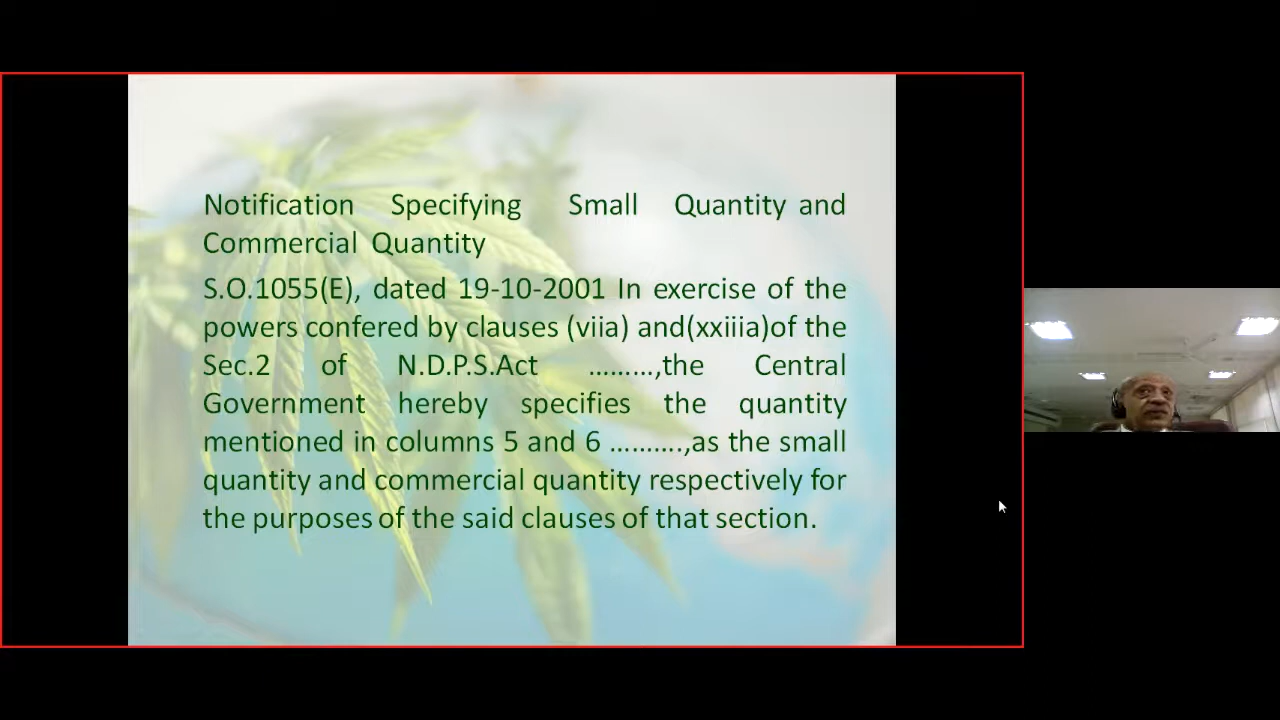 Notification Specifying Small Quantity and
Commercial Quantity
S.O.1055(E), dated 19-10-2001 In exercise of the
powers confered by clauses (viia) and(xxiiia)of the
Sec.2 of N.D.P.S.Act ………,the Central
Government hereby specifies the quantity
mentioned in columns 5 and 6 ……….,as the small
quantity and commercial quantity respectively for
the purposes of the said clauses of that section.